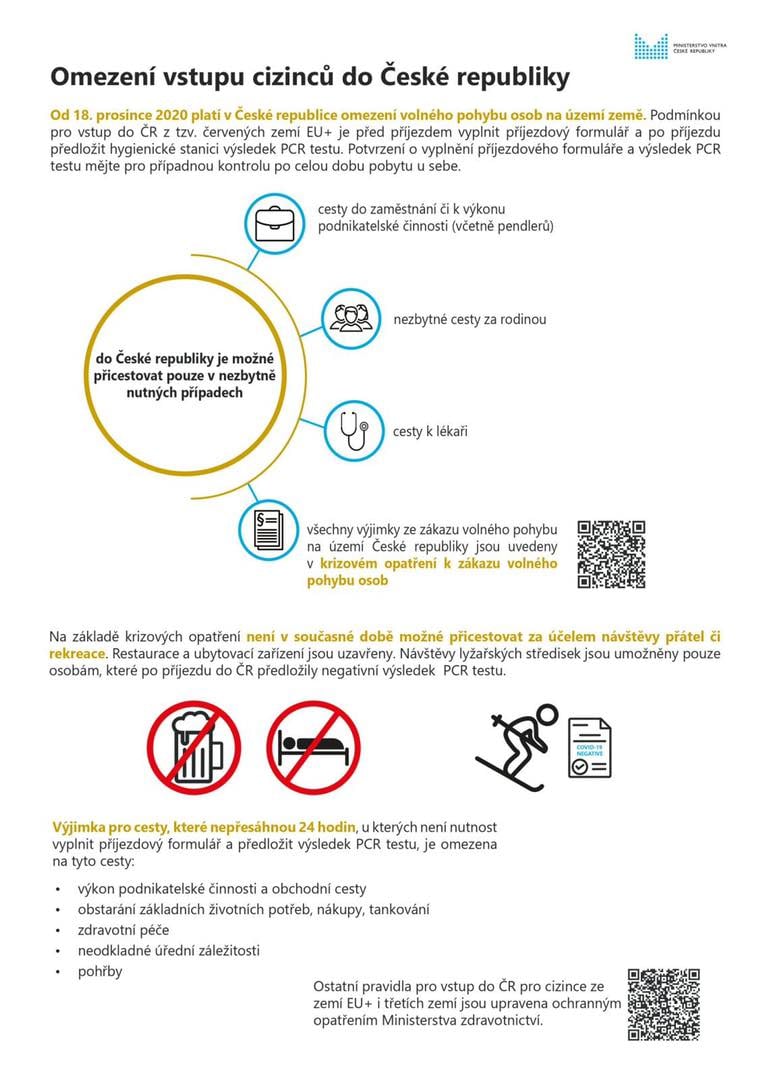 MINISTERSTVO VNITRA
ČESKÉ REPUBLIKY
Omezení vstupu cizinců do České republiky
Od 18. prosince 2020 platí v České republice omezení volného pohybu osob na území země. Podmínkou
pro vstup do ČR z tzv. červených zemí EU+ je před příjezdem vyplnit příjezdový formulář a po příjezdu
předložit hygienické stanici výsledek PCR testu. Potvrzení o vyplnění příjezdového formuláře a výsledek PCR
testu mějte pro případnou kontrolu po celou dobu pobytu u sebe.
cesty do zaměstnání či k výkonu
podnikatelské činnosti (včetně pendlerů)
nezbytné cesty za rodinou
do České republiky je možné
přicestovat pouze v nezbytně
nutných případech
cesty k lékaři
§=
všechny výjimky ze zákazu volného pohybu
na území České republiky jsou uvedeny
v krizovém opatření k zákazu volného
pohybu osob
Na základě krizových opatření není v současné době možné přicestovat za účelem návštěvy přátel či
rekreace. Restaurace a ubytovací zařízení jsou uzavřeny. Návštěvy lyžařských středisek jsou umožněny pouze
osobám, které po příjezdu do ČR předložily negativní výsledek PCR testu.
COVID-19
NEGATIVE
Výjimka pro cesty, které nepřesáhnou 24 hodin, u kterých není nutnost
vyplnit příjezdový formulář a předložit výsledek PCR testu, je omezena
na tyto cesty:
• výkon podnikatelské činnosti a obchodní cesty
• obstarání základních životních potřeb, nákupy, tankování
• zdravotní péče
• neodkladné úřední záležitosti
• pohřby
Ostatní pravidla pro vstup do ČR pro cizince ze
zemí EU+ i třetích zemí jsou upravena ochranným
opatřením Ministerstva zdravotnictví.